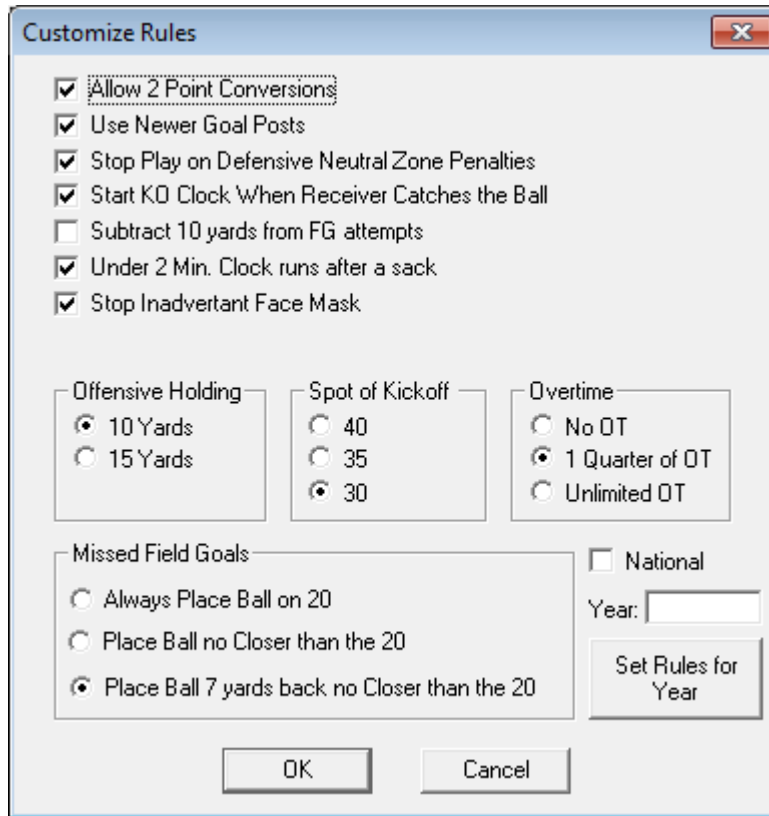 Customize Rules
Allow 2 Point Conversions
Use Newer Goal Posts
Stop Play on Defensive Neutral Zone Penalties
Start KO Clock When Receiver Catches the Ball
Subtract 10 yards from FG attempts
Under 2 Min. Clock runs after a sack
Stop Inadvertant Face Mask
Offensive Holding
10 Yards
15 Yards
Spot of Kickoff
40
35
30
Overtime
No OT
1 Quarter of OT
Unlimited OT
Missed Field Goals
Always Place Ball on 20
Place Ball no Closer than the 20
Place Ball 7 yards back no Closer than the 20
National
Year:
Set Rules for
Year
OK
Cancel